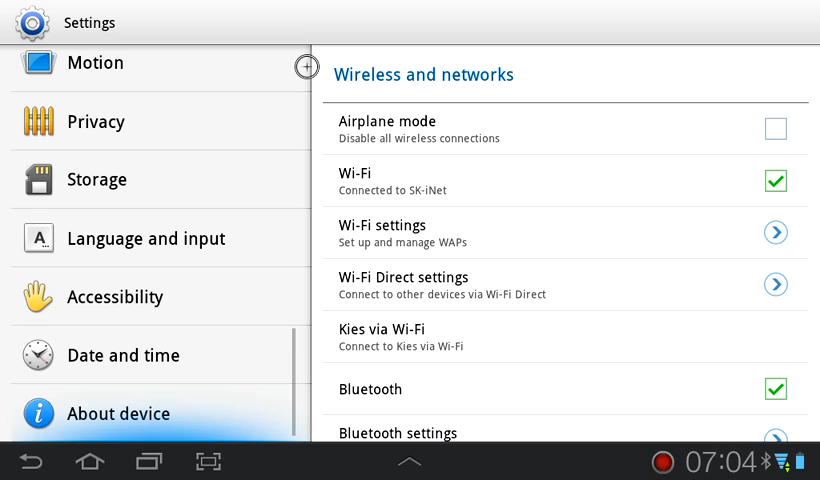 Settings
Motion
Privacy
Storage
A
Language and input
Accessibility
Date and time
About device
Wireless and networks
Airplane mode
Disable all wireless connections
Wi-Fi
Connected to SK-iNet
Wi-Fi settings
Set up and manage WAPs
Wi-Fi Direct settings
Connect to other devices via Wi-Fi Direct
Kies via Wi-Fi
Connect to Kies via Wi-Fi
Bluetooth
Bluetooth settings
07:04